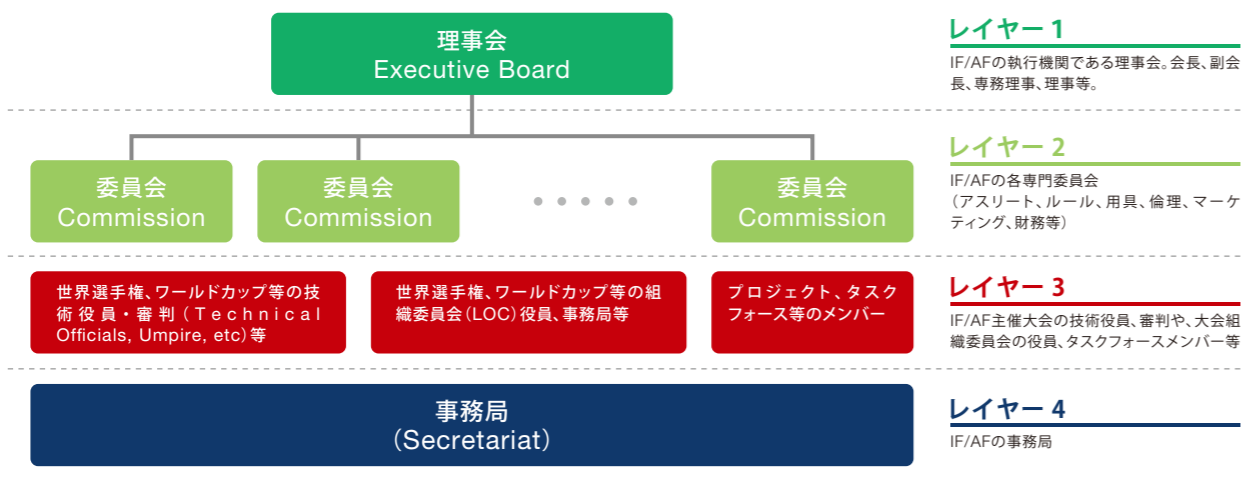 理事会
Executive Board
レイヤー 1
IF/AFの執行機関である理事会。会長、副会
長、専務理事、理事等。
委員会
Commission
委員会
Commission
委員会
Commission
レイヤー 2
IF/AFの各専門委員会
（アスリート、ルール、用具、倫理、マーケ
ティング、財務等）
世界選手権、ワールドカップ等の技
術役員・審判（Technical
Officials, Umpire, etc）等
世界選手権、ワールドカップ等の組
織委員会（LOC）役員、事務局等
プロジェクト、タスク
フォース等のメンバー
レイヤー 3
IF/AF主催大会の技術役員、審判や、大会組
織委員会の役員、タスクフォースメンバー等
事務局
（Secretariat）
レイヤー 4
IF/AFの事務局